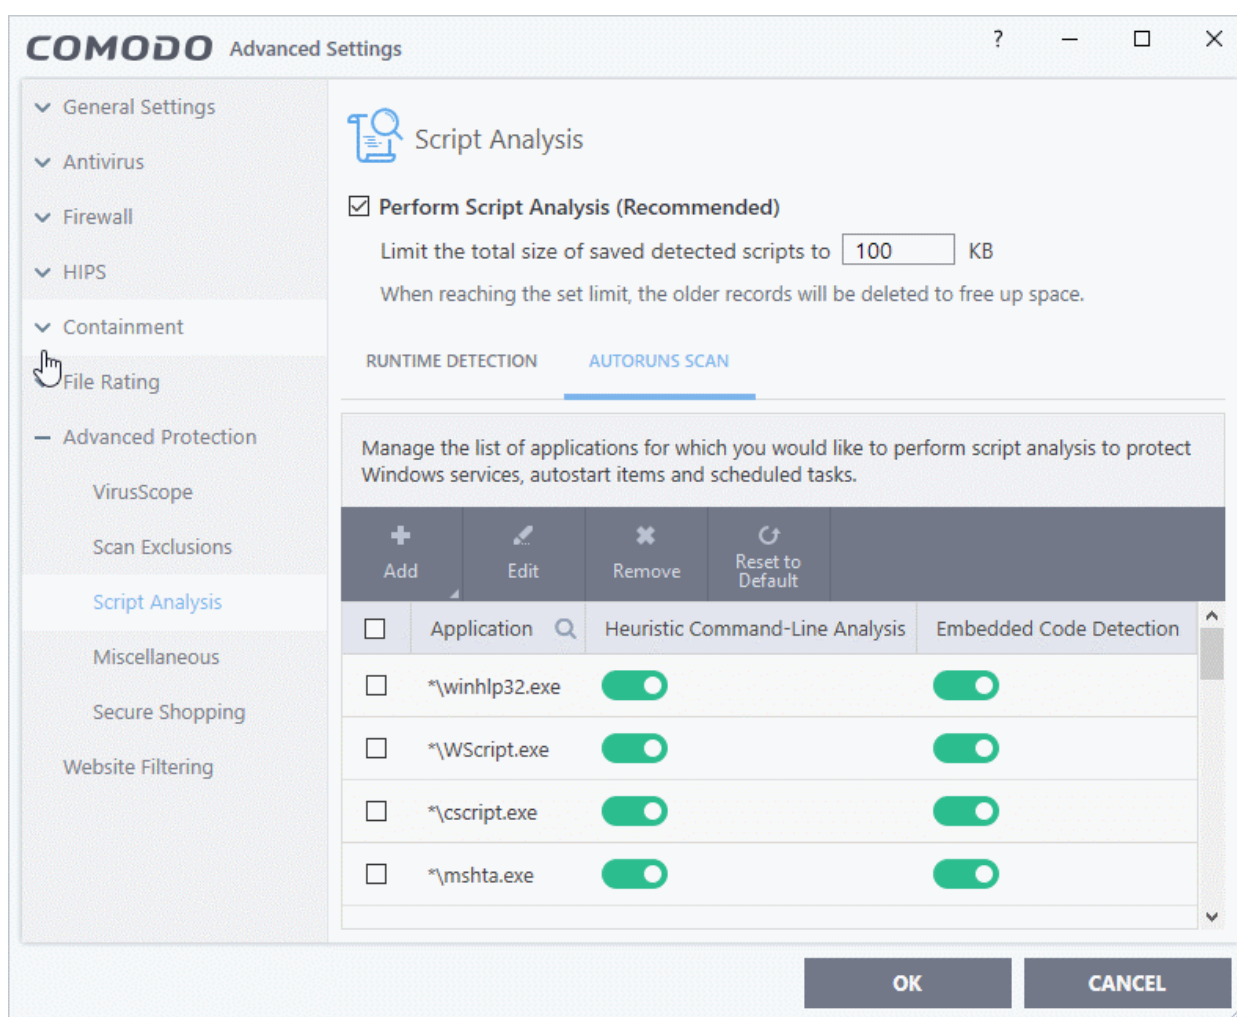 COMODO Advanced Settings ?
General Settings
Antivirus
Firewall
HIPS
Containment
File Rating
Advanced Protection
VirusScope
Scan Exclusions
Script Analysis
Miscellaneous
Secure Shopping
Website Filtering
Script Analysis
Perform Script Analysis (Recommended)
Limit the total size of saved detected scripts to 100 KB
When reaching the set limit, the older records will be deleted to free up space.
RUNTIME DETECTION AUTORUNS SCAN
Manage the list of applications for which you would like to perform script analysis to protect
Windows services, autostart items and scheduled tasks.
Add Edit Remove Reset to
Default
Application Heuristic Command-Line Analysis Embedded Code Detection
*\winhlp32.exe
*\WScript.exe
*\cscript.exe
*\mshta.exe
OK CANCEL